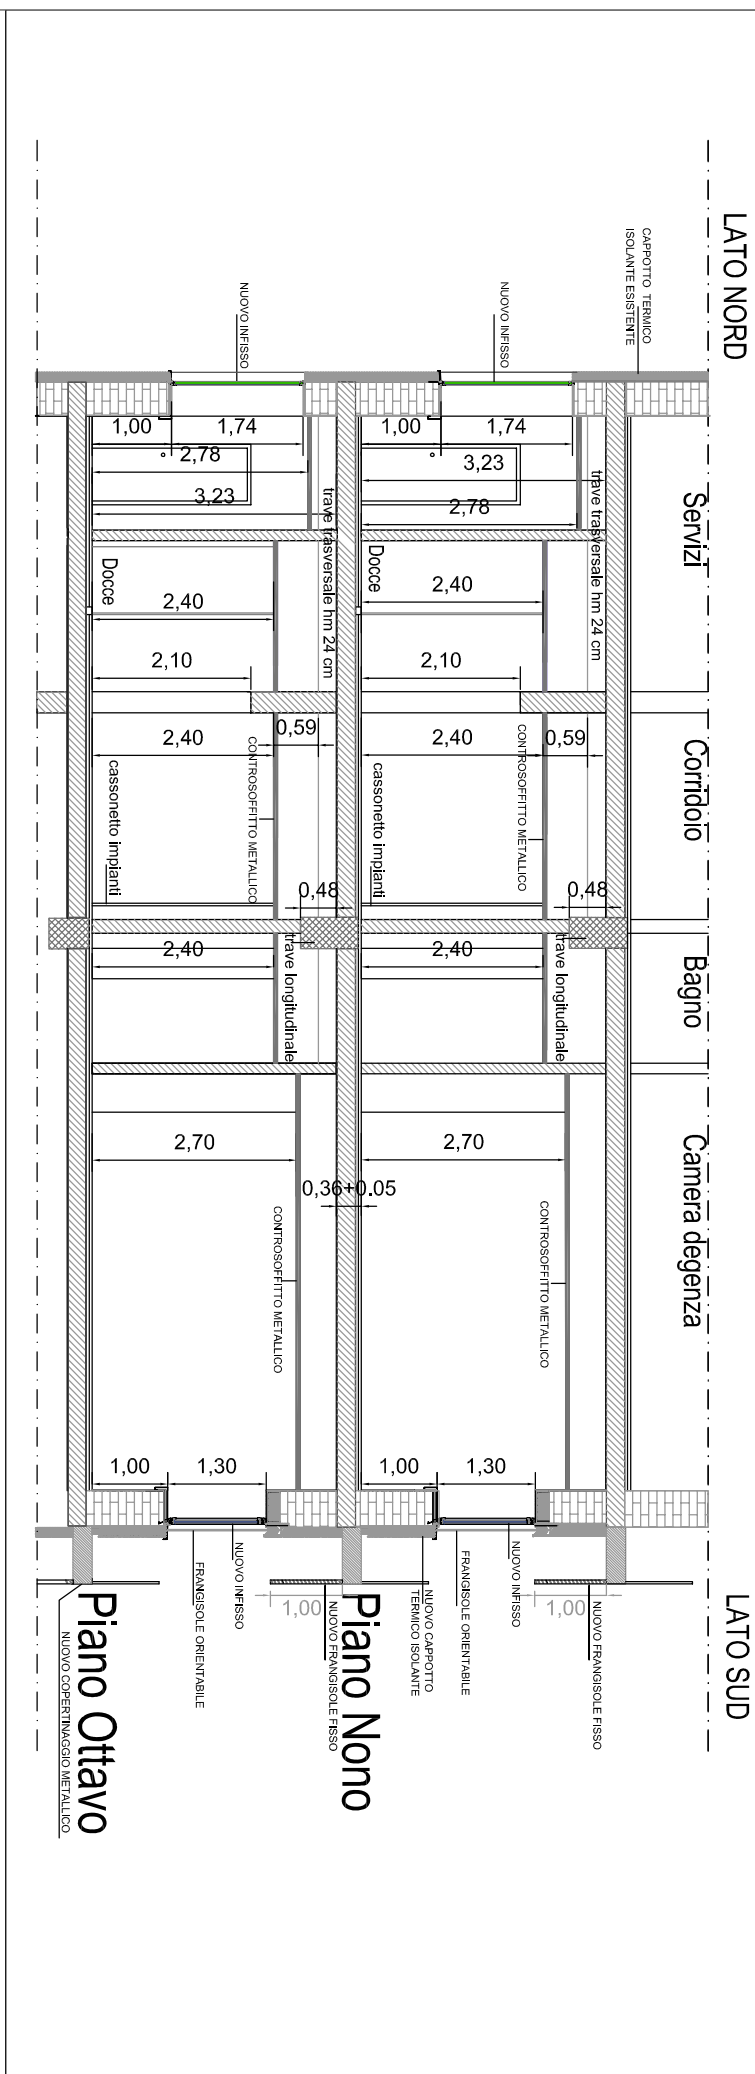 LATO NORD
LATO SUD
CAPPOTTO TERMICO
ISOLANTE ESISTENTE
Servizi
Corridoio
Bagno
Camera degenza
NUOVO INFISSO
1,00
1,74
3,23
2,78
trave trasversale hm 24 cm
Docce
2,40
2,10
2,40
0,59
CONTROSOFFITTO METALLICO
cassonetto impianti
0,48
trave longitudinale
2,40
2,70
CONTROSOFFITTO METALLICO
1,00
1,30
NUOVO INFISSO
FRANGISOLE ORIENTABILE
NUOVO CAPPOTTO
TERMICO ISOLANTE
NUOVO FRANGISOLE FISSO
1,00
Piano Nono
0,36+0.05
NUOVO INFISSO
1,00
1,74
2,78
3,23
trave trasversale hm 24 cm
Docce
2,40
2,10
2,40
0,59
CONTROSOFFITTO METALLICO
cassonetto impianti
0,48
trave longitudinale
2,40
2,70
CONTROSOFFITTO METALLICO
1,00
1,30
NUOVO INFISSO
FRANGISOLE ORIENTABILE
NUOVO FRANGISOLE FISSO
1,00
Piano Ottavo
NUOVO COPERTINAGGIO METALLICO